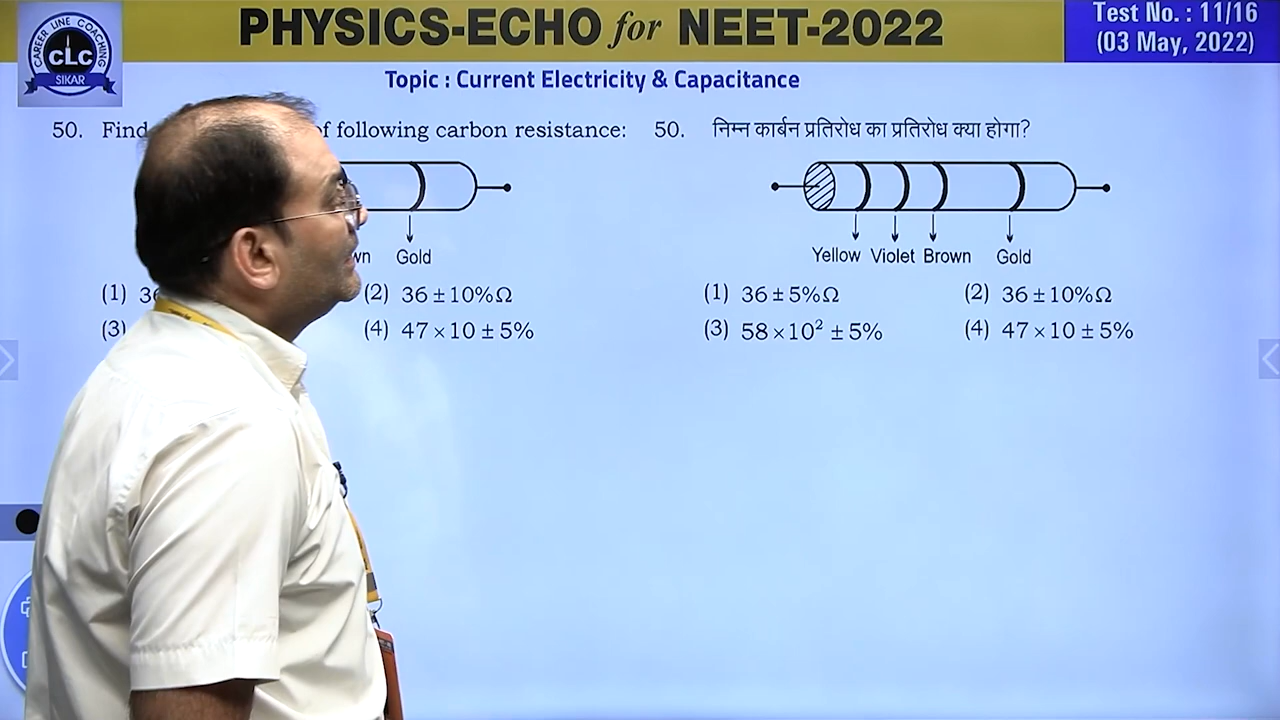 CAREER LINE COACHING
CLC
SIKAR
PHYSICS-ECHO for NEET-2022
Test No. : 11/16
(03 May, 2022)
Topic : Current Electricity & Capacitance
50. Find of following carbon resistance:
Gold
(1)
(2) 36 ± 10%Ω
(3)
(4) 47 × 10 ± 5%
50. निम्न कार्बन प्रतिरोध का प्रतिरोध क्या होगा?
Yellow Violet Brown Gold
(1) 36 ± 5%Ω
(2) 36 ± 10%Ω
(3) 58 × 10² ± 5%
(4) 47 × 10 ± 5%